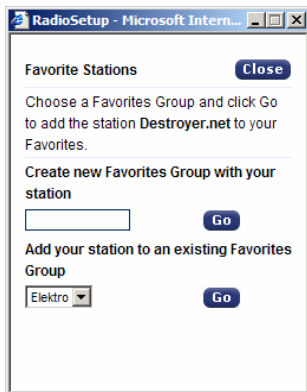 RadioSetup - Microsoft Intern...
Favorite Stations
Close
Choose a Favorites Group and click Go
to add the station Destroyer.net to your
Favorites.
Create new Favorites Group with your
station
Go
Add your station to an existing Favorites
Group
Elektro
Go